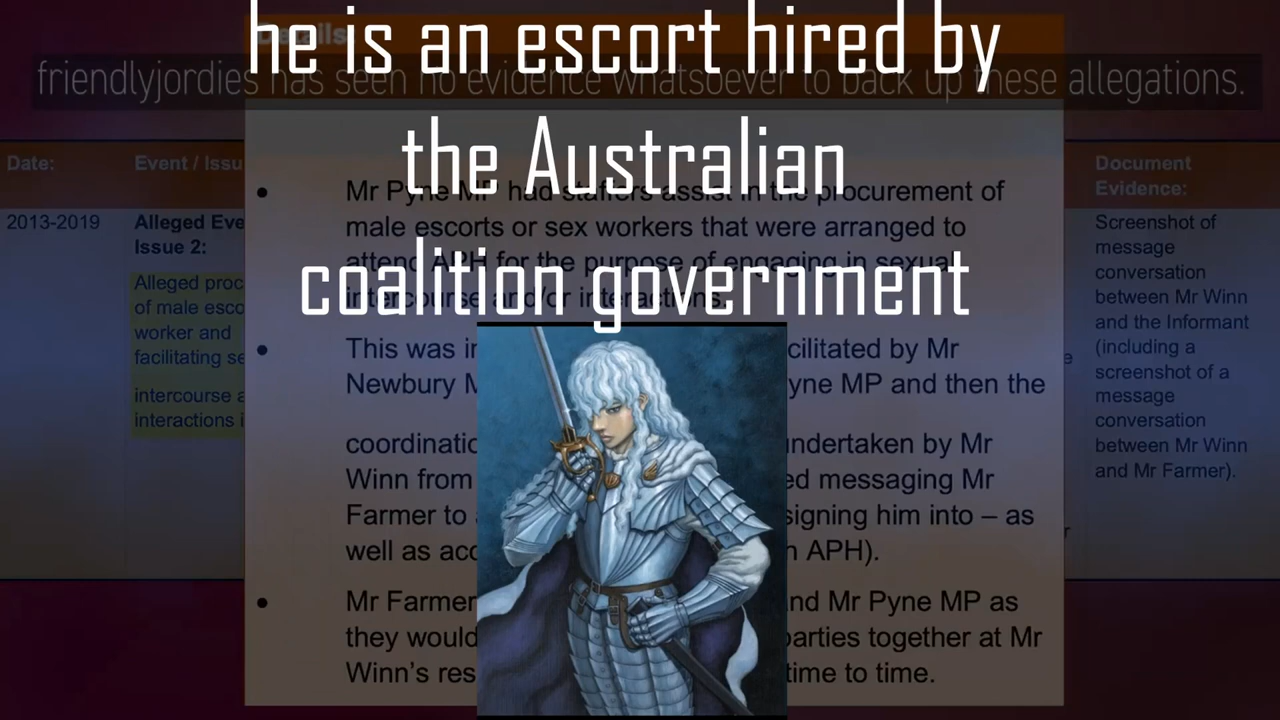 he is an escort hired by
the Australian
coalition government
Details:
friendlyjordies has seen no evidence whatsoever to back up these allegations.
Date:
Event / Issu
Document
Evidence:
2013-2019
Alleged Eve
Issue 2:
Alleged proc
of male esco
worker and
facilitating se
intercourse a
interactions i
• Mr Pyne MP had staffers assist in the procurement of
male escorts or sex workers that were arranged to
attend APH for the purpose of engaging in sexual
intercourse and/or interactions.
• This was in cilitated by Mr
Newbury M yne MP and then the
coordinatio undertaken by Mr
Winn from ed messaging Mr
Farmer to signing him into – as
well as acc n APH).
• Mr Farmer nd Mr Pyne MP as
they would parties together at Mr
Winn's res time to time.
Screenshot of
message
conversation
between Mr Winn
and the Informant
(including a
screenshot of a
message
conversation
between Mr Winn
and Mr Farmer).